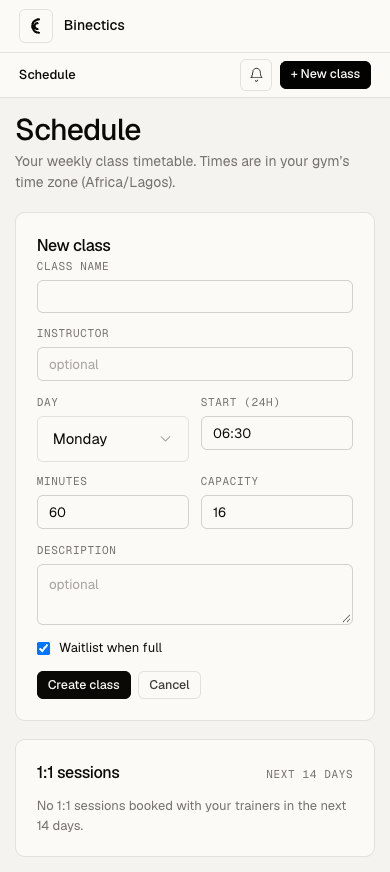 Binectics
Schedule
+ New class
Schedule
Your weekly class timetable. Times are in your gym's
time zone (Africa/Lagos).
New class
CLASS NAME
INSTRUCTOR
optional
DAY
START (24H)
Monday
06:30
MINUTES
CAPACITY
60
16
DESCRIPTION
optional
Waitlist when full
Create class
Cancel
1:1 sessions
NEXT 14 DAYS
No 1:1 sessions booked with your trainers in the next
14 days.